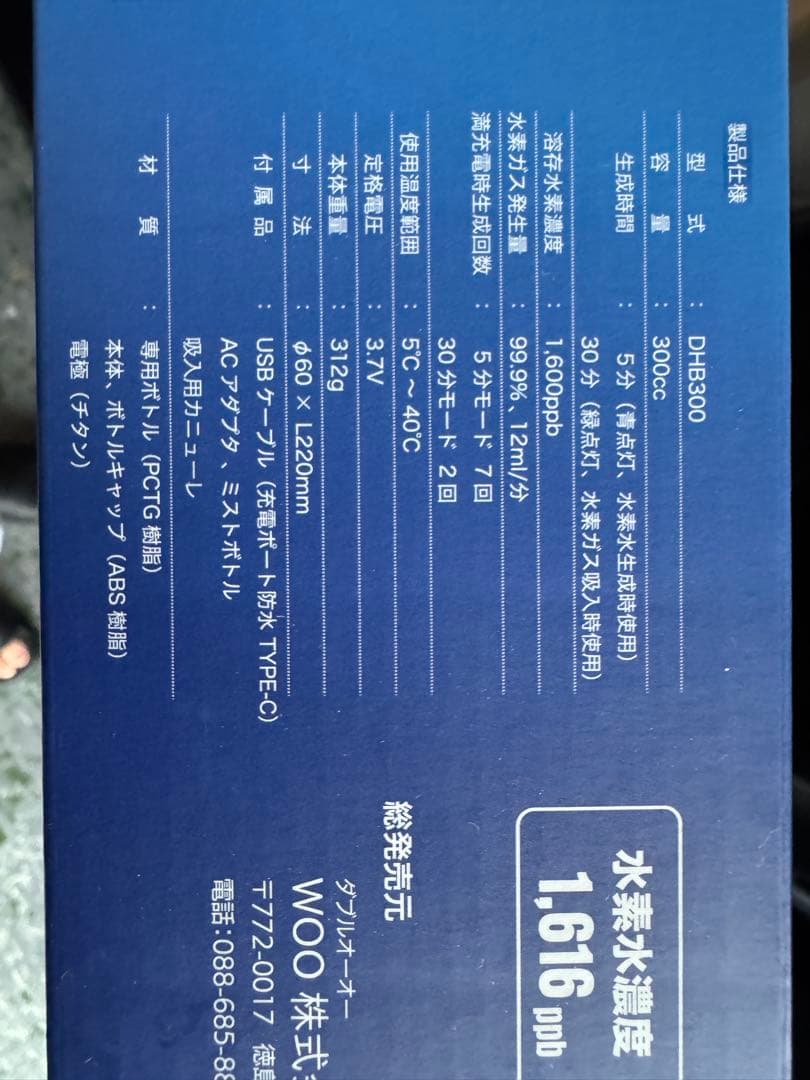 製品仕様
型式 : DHB300
容量 : 300cc
生成時間 : 5分（青点灯、水素水生成時使用）
30分（緑点灯、水素ガス吸入時使用）
溶存水素濃度 : 1,600ppb
水素ガス発生量 : 99.9%、12ml/分
満充電時生成回数 : 5分モード 7回
30分モード 2回
使用温度範囲 : 5℃～40℃
定格電圧 : 3.7V
本体重量 : 312g
寸法 : φ60 × L220mm
付属品 : USBケーブル（充電ポート防水 TYPE-C）
ACアダプタ、ミストボトル
吸入用カニューレ
材質 : 専用ボトル（PCTG樹脂）
本体、ボトルキャップ（ABS樹脂）
電極（チタン）
水素水濃度
1,616 ppb
総発売元
ダブルオーオー
WOO 株式
〒772-0017 徳島
電話:088-685-88